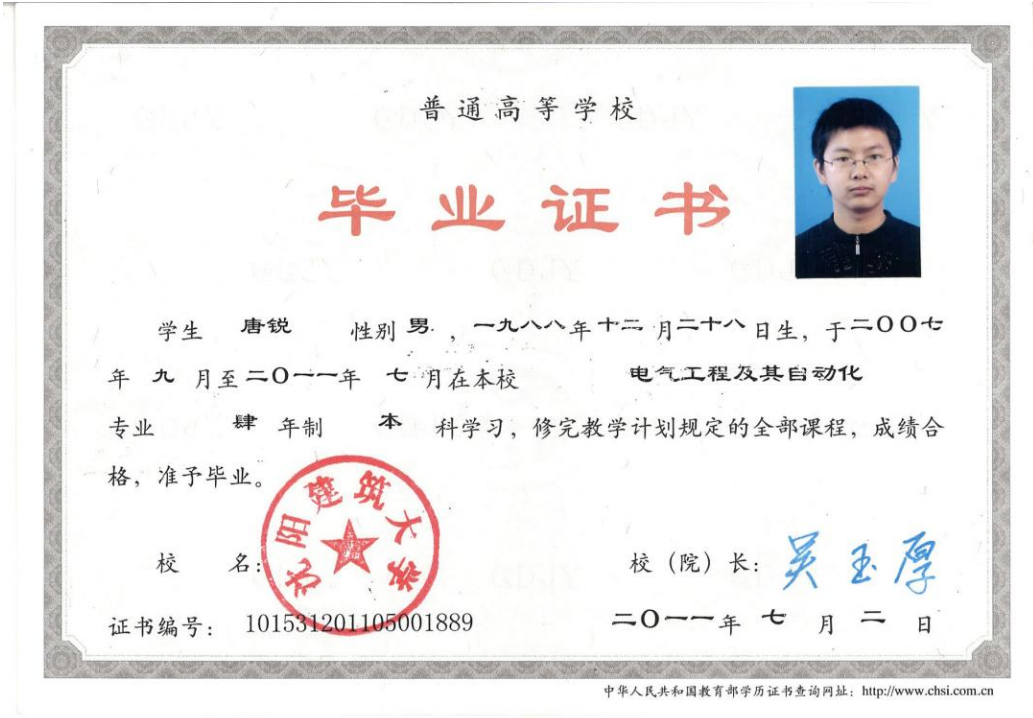 普通高等学校
毕业证书
学生 唐锐 性别 男 ，一九八八年十二月二十八日生，于二〇〇七
年 九 月至二〇一一年 七 月在本校 电气工程及其自动化
专业 肆 年制 本 科学习，修完教学计划规定的全部课程，成绩合
格，准予毕业。
沈阳建筑大学
校 名： 校（院）长：吴玉厚
证书编号： 101531201105001889 二〇一一年 七 月 二 日
中华人民共和国教育部学历证书查询网址：http://www.chsi.com.cn